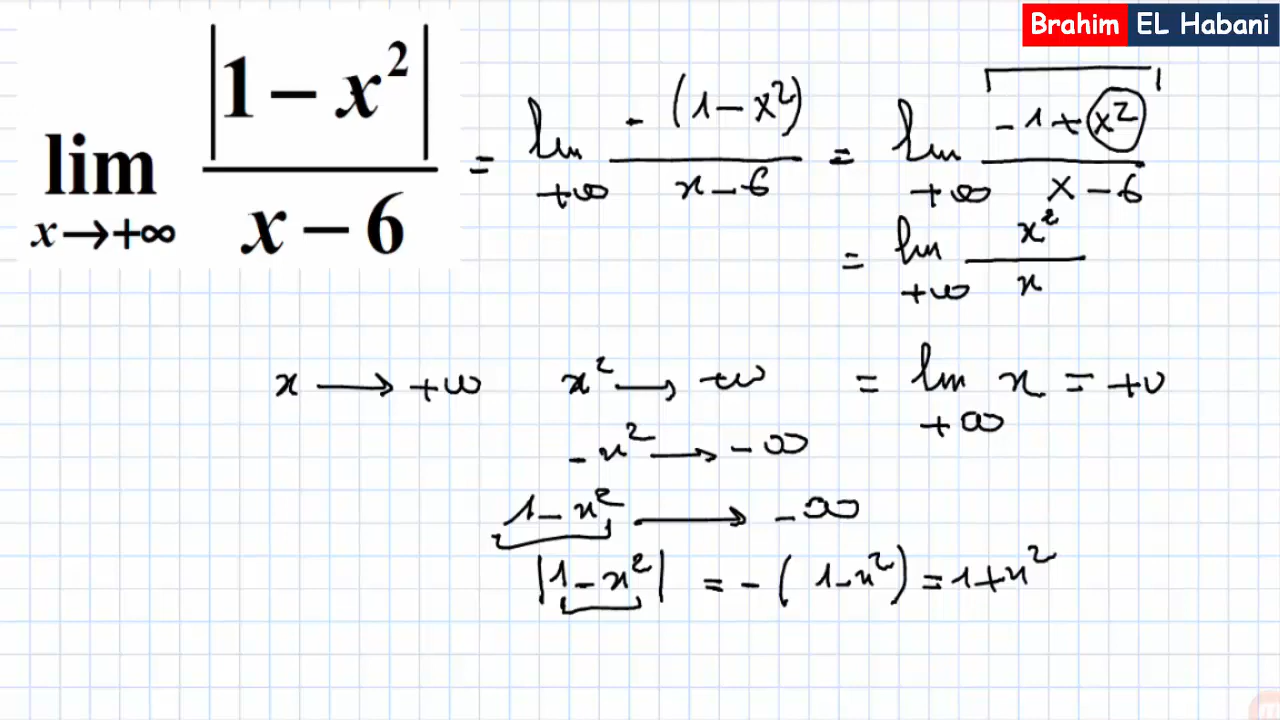 Brahim EL Habani
lim x→+∞ |1 − x²| / (x − 6) = lim +∞ -(1 − x²) / (x − 6) = lim +∞ (-1 + x²) / (x − 6)
= lim +∞ x² / x
x → +∞ x² → +∞ = lim +∞ x = +∞
-x² → -∞
1 - x² → -∞
|1 - x²| = -(1 - x²) = 1 + x²